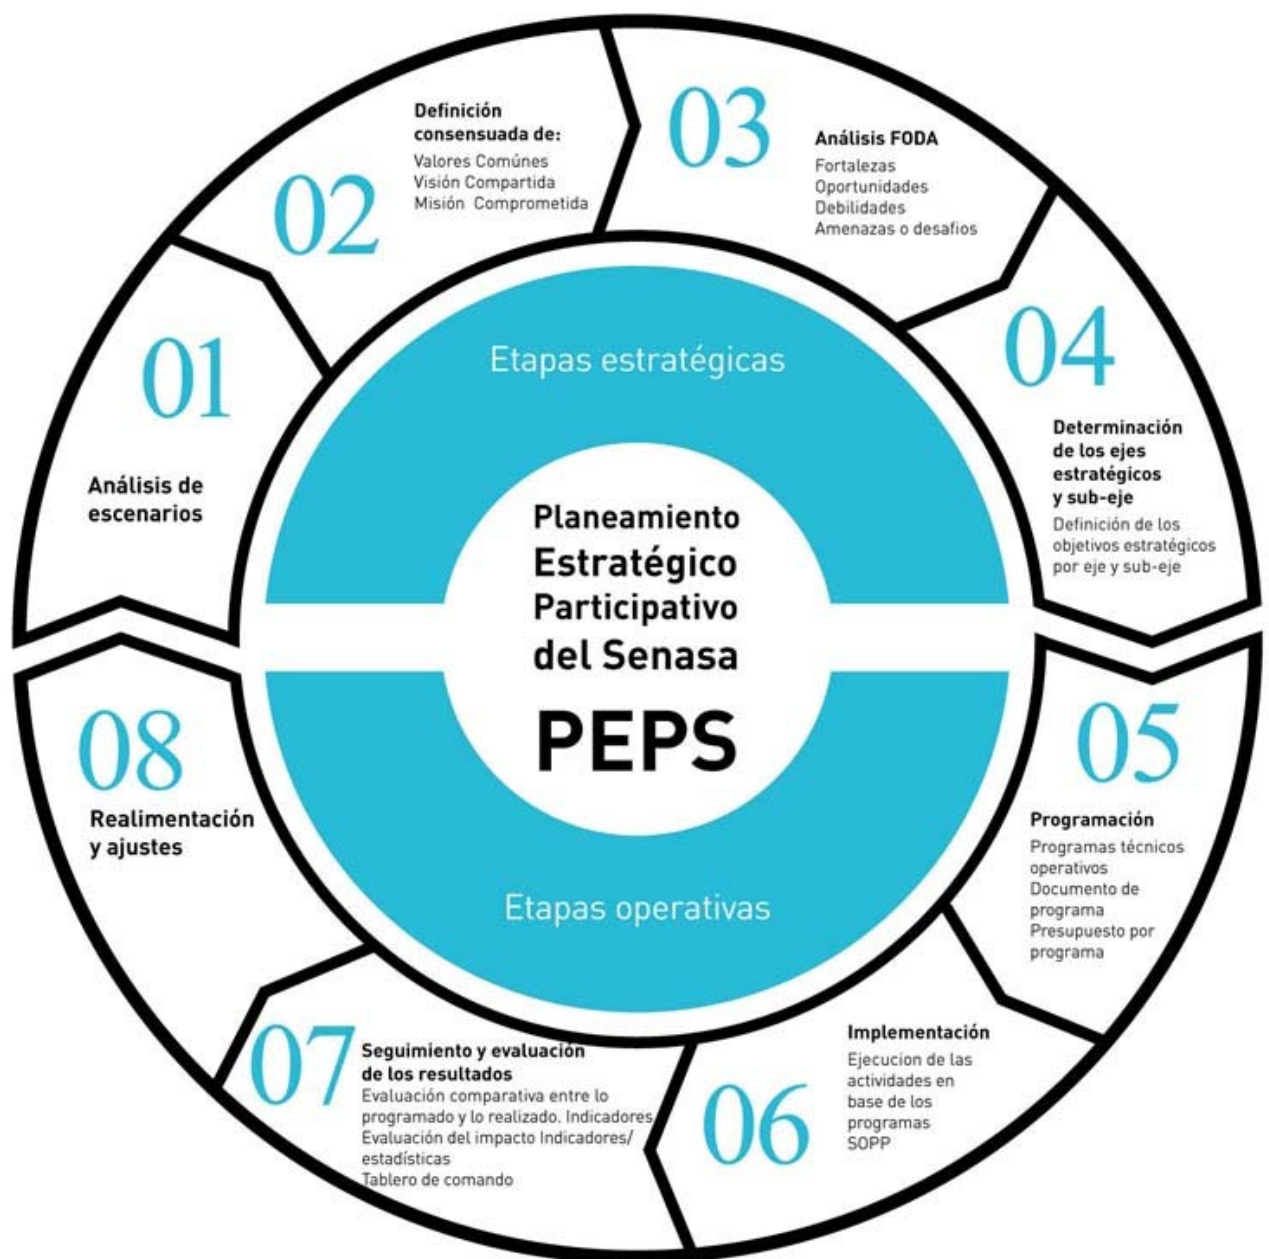 01
Análisis de
escenarios
02
Definición
consensuada de:
Valores Comúnes
Visión Compartida
Misión Comprometida
03
Análisis FODA
Fortalezas
Oportunidades
Debilidades
Amenazas o desafios
04
Determinación
de los ejes
estratégicos
y sub-eje
Definición de los
objetivos estratégicos
por eje y sub-eje
05
Programación
Programas técnicos
operativos
Documento de
programa
Presupuesto por
programa
06
Implementación
Ejecucion de las
actividades en
base de los
programas
SOPP
07
Seguimiento y evaluación
de los resultados
Evaluación comparativa entre lo
programado y lo realizado. Indicadores
Evaluación del impacto Indicadores/
estadísticas
Tablero de comando
08
Realimentación
y ajustes
Etapas estratégicas
Planeamiento
Estratégico
Participativo
del Senasa
PEPS
Etapas operativas